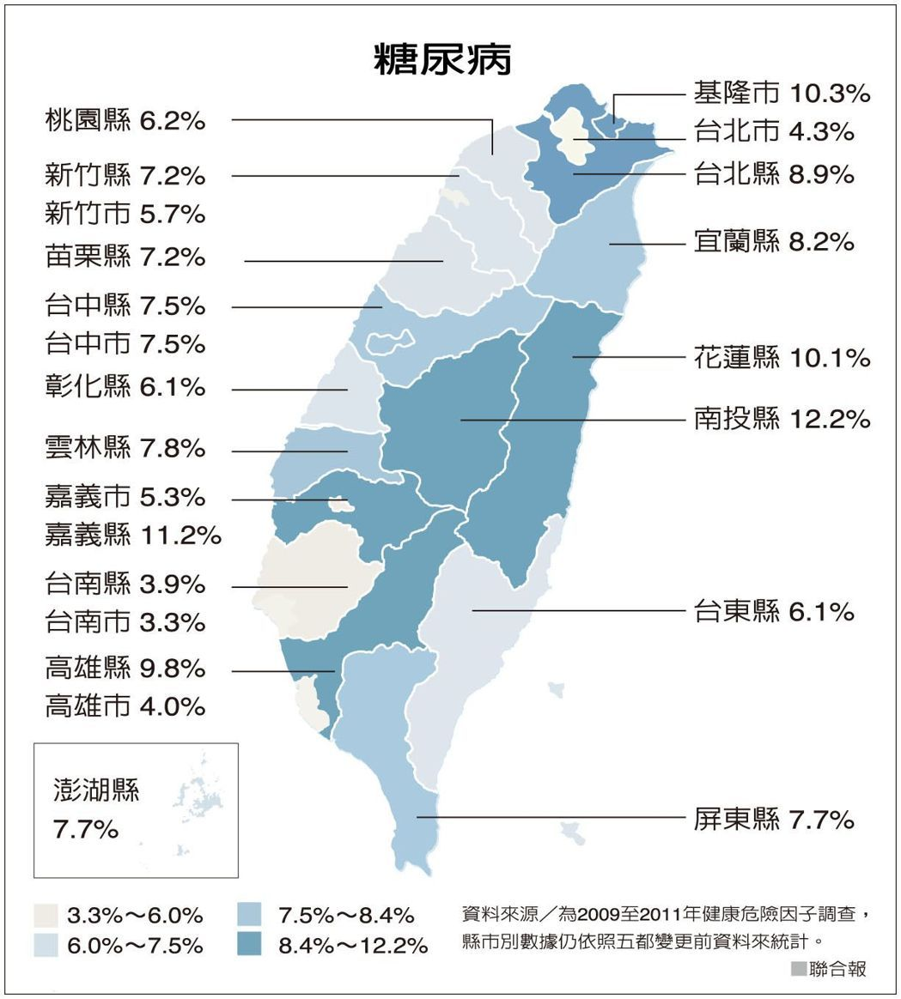 糖尿病
桃園縣 6.2%
新竹縣 7.2%
新竹市 5.7%
苗栗縣 7.2%
台中縣 7.5%
台中市 7.5%
彰化縣 6.1%
雲林縣 7.8%
嘉義市 5.3%
嘉義縣 11.2%
台南縣 3.9%
台南市 3.3%
高雄縣 9.8%
高雄市 4.0%
基隆市 10.3%
台北市 4.3%
台北縣 8.9%
宜蘭縣 8.2%
花蓮縣 10.1%
南投縣 12.2%
台東縣 6.1%
屏東縣 7.7%
澎湖縣
7.7%
3.3%～6.0%
6.0%～7.5%
7.5%～8.4%
8.4%～12.2%
資料來源／為2009至2011年健康危險因子調查，
縣市別數據仍依照五都變更前資料來統計。
聯合報